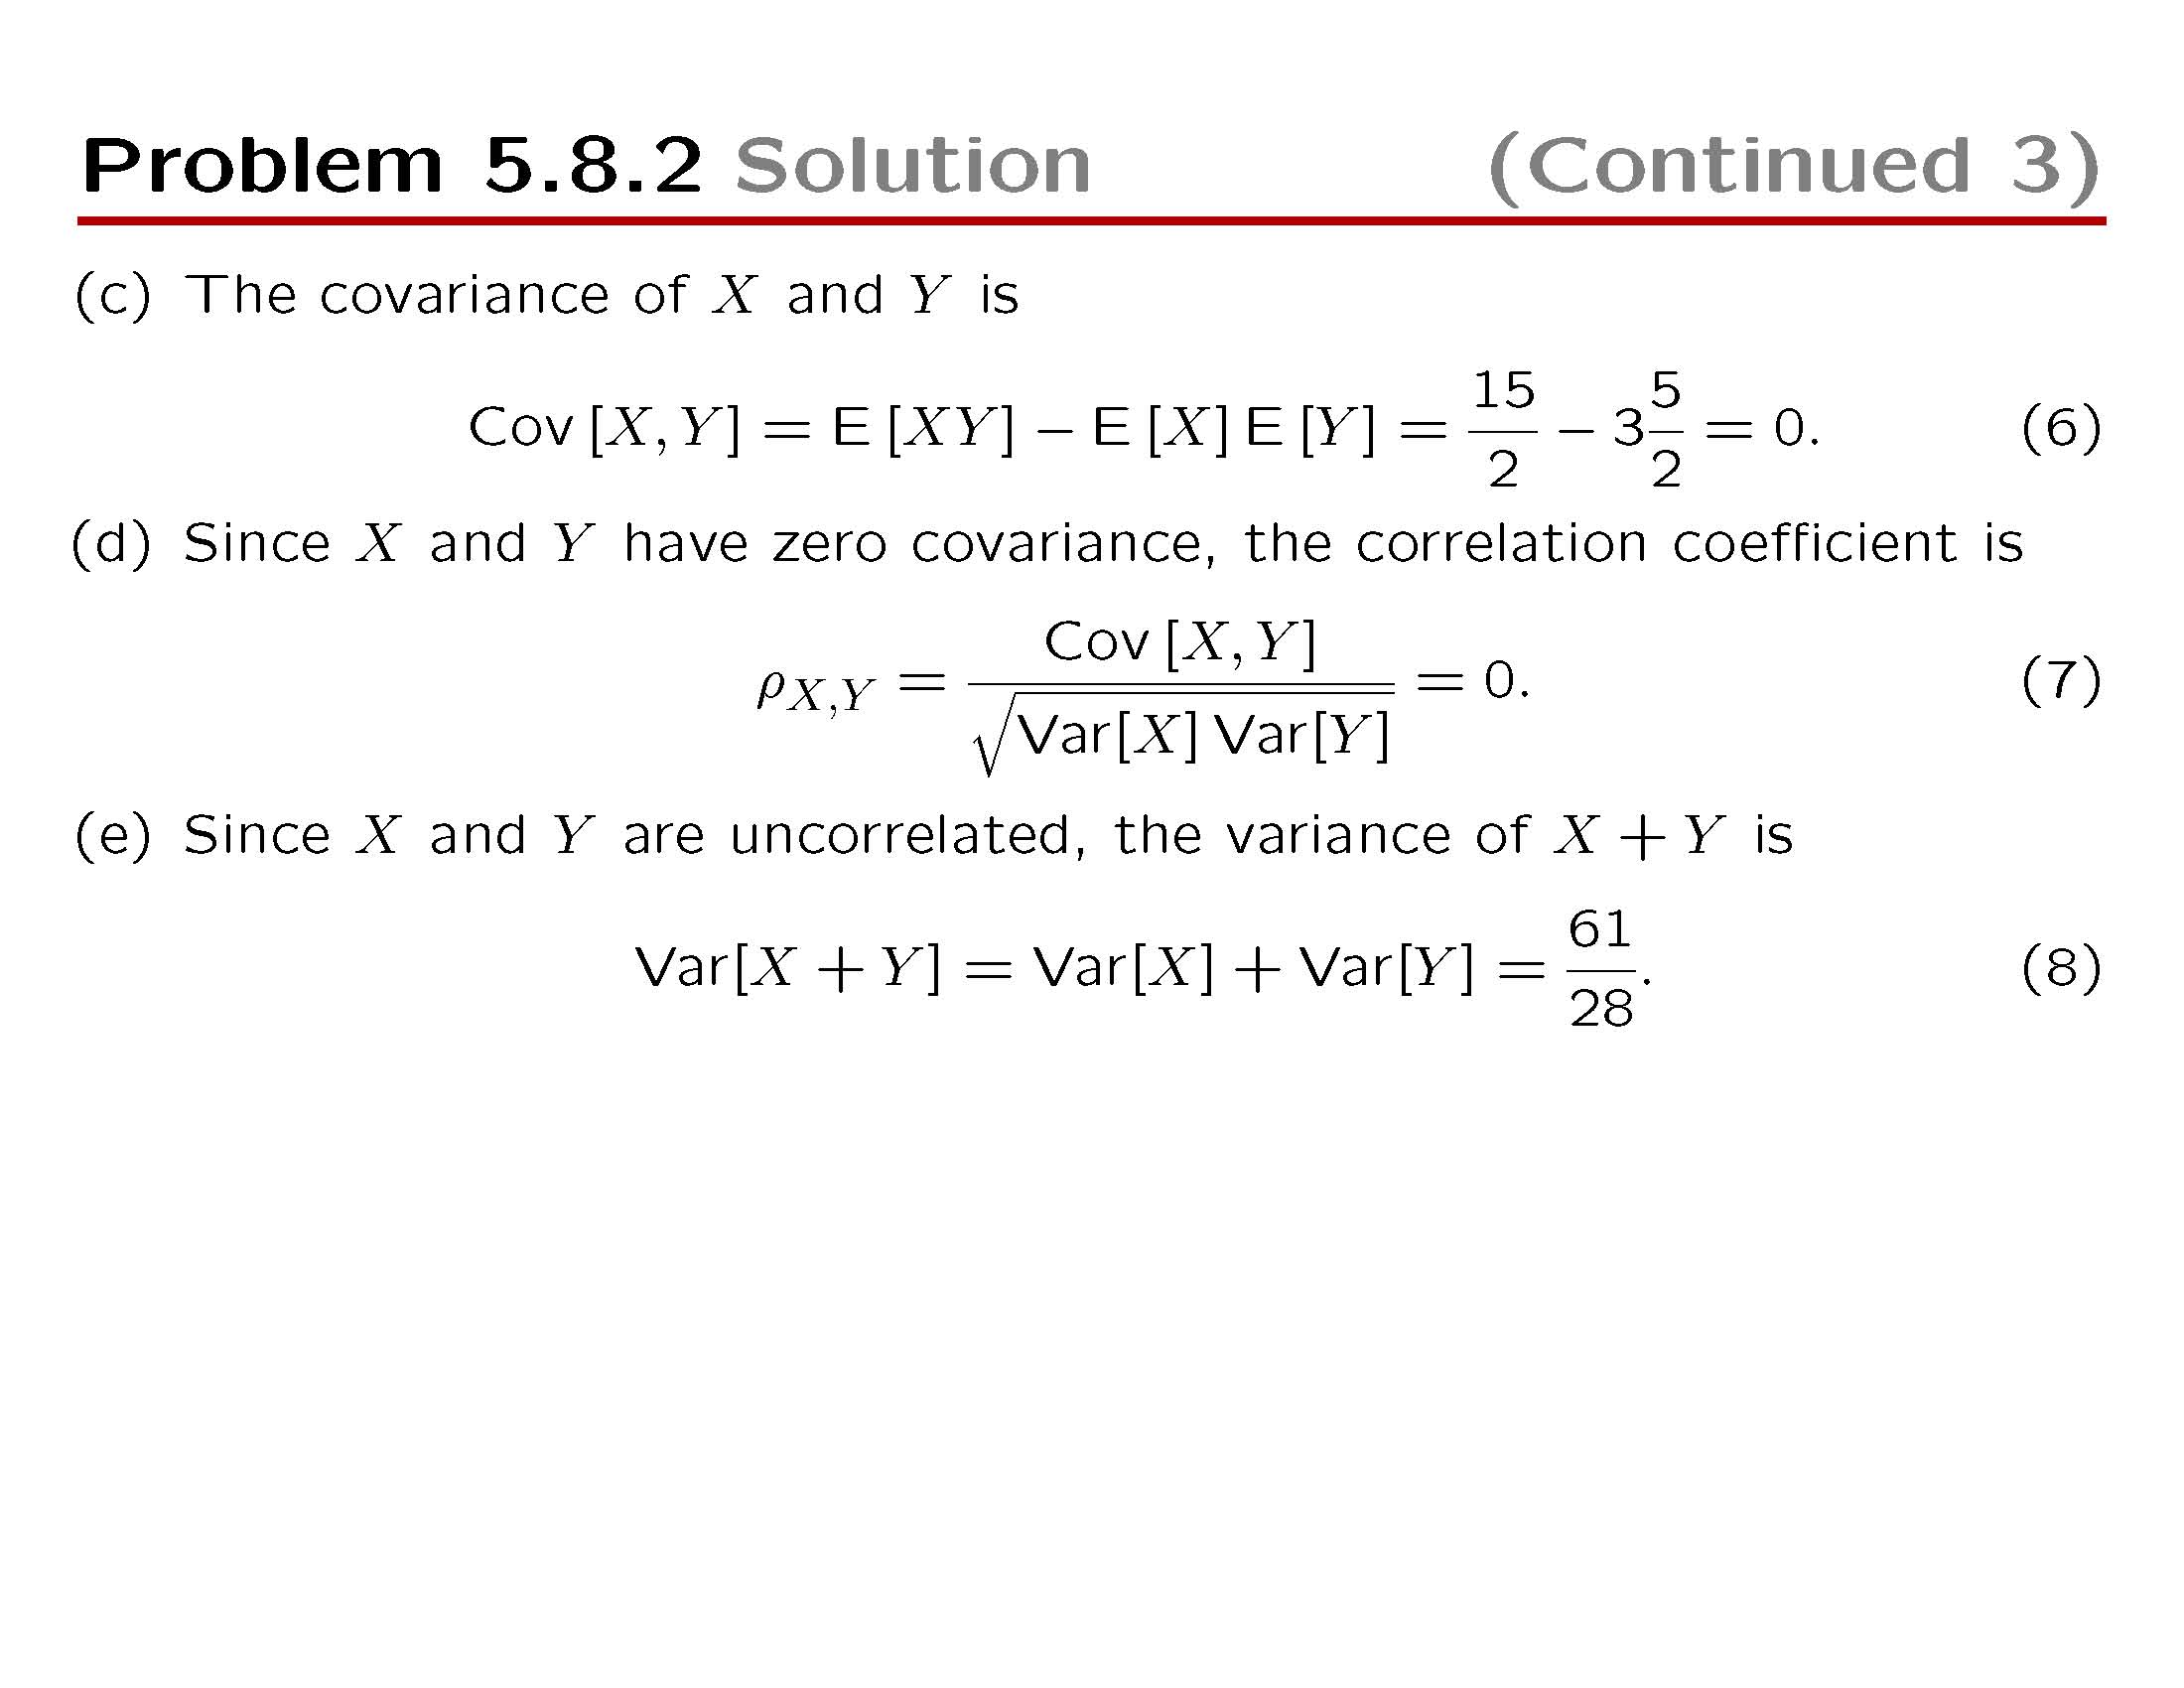 Problem 5.8.2 Solution (Continued 3)
(c) The covariance of X and Y is
Cov [X, Y] = E [XY] − E [X] E [Y] = 15/2 − 3 5/2 = 0. (6)
(d) Since X and Y have zero covariance, the correlation coefficient is
ρ_{X,Y} = Cov [X, Y] / √(Var[X] Var[Y]) = 0. (7)
(e) Since X and Y are uncorrelated, the variance of X + Y is
Var[X + Y] = Var[X] + Var[Y] = 61/28. (8)